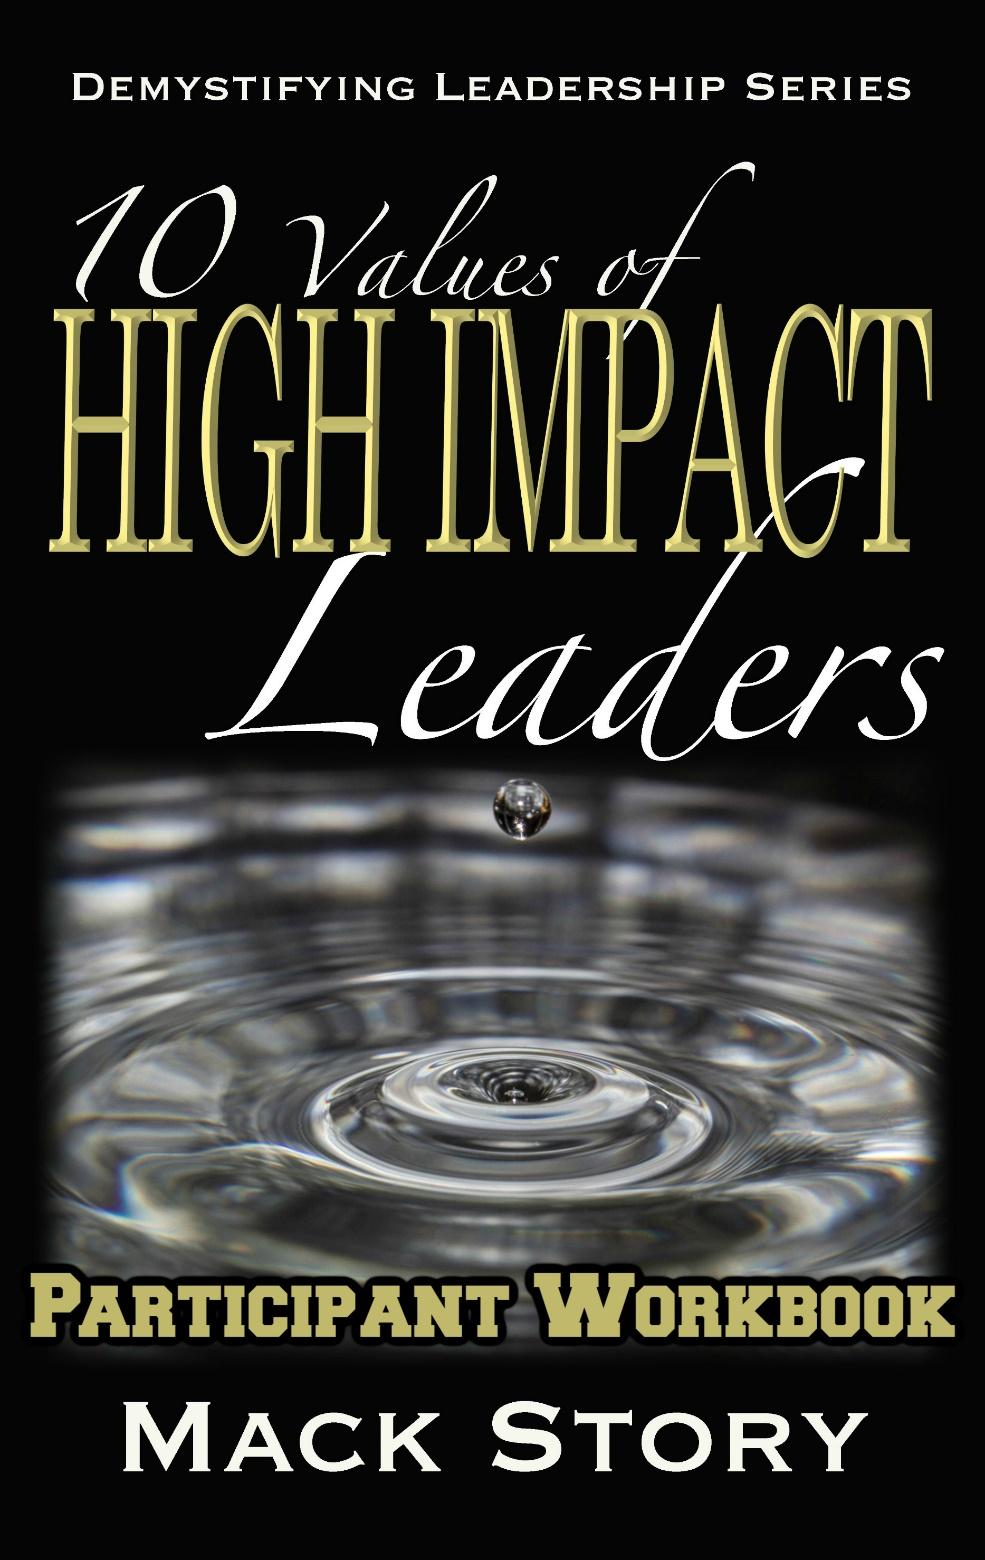 Demystifying Leadership Series
10 Values of
HIGH IMPACT
Leaders
Participant Workbook
Mack Story